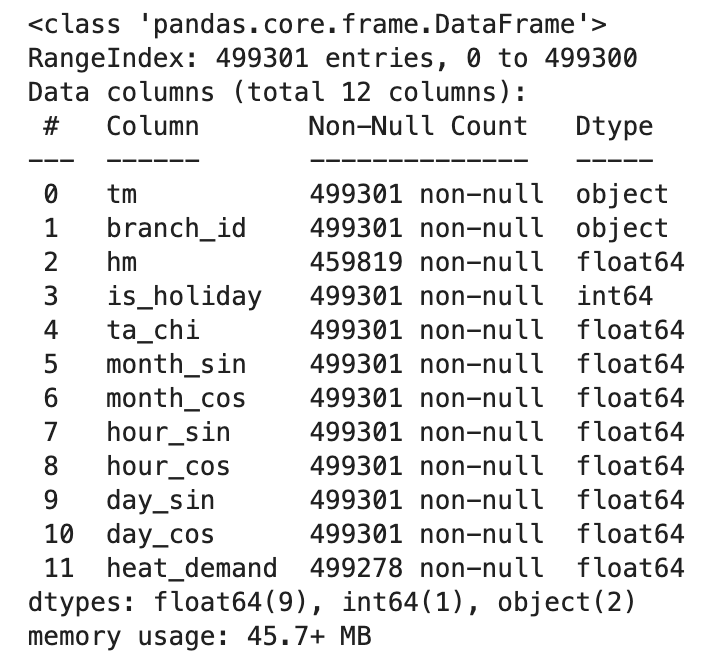 <class 'pandas.core.frame.DataFrame'>
RangeIndex: 499301 entries, 0 to 499300
Data columns (total 12 columns):
 #   Column       Non-Null Count   Dtype
---  ------       --------------   -----
 0   tm           499301 non-null  object
 1   branch_id    499301 non-null  object
 2   hm           459819 non-null  float64
 3   is_holiday   499301 non-null  int64
 4   ta_chi       499301 non-null  float64
 5   month_sin    499301 non-null  float64
 6   month_cos    499301 non-null  float64
 7   hour_sin     499301 non-null  float64
 8   hour_cos     499301 non-null  float64
 9   day_sin      499301 non-null  float64
 10  day_cos      499301 non-null  float64
 11  heat_demand  499278 non-null  float64
dtypes: float64(9), int64(1), object(2)
memory usage: 45.7+ MB